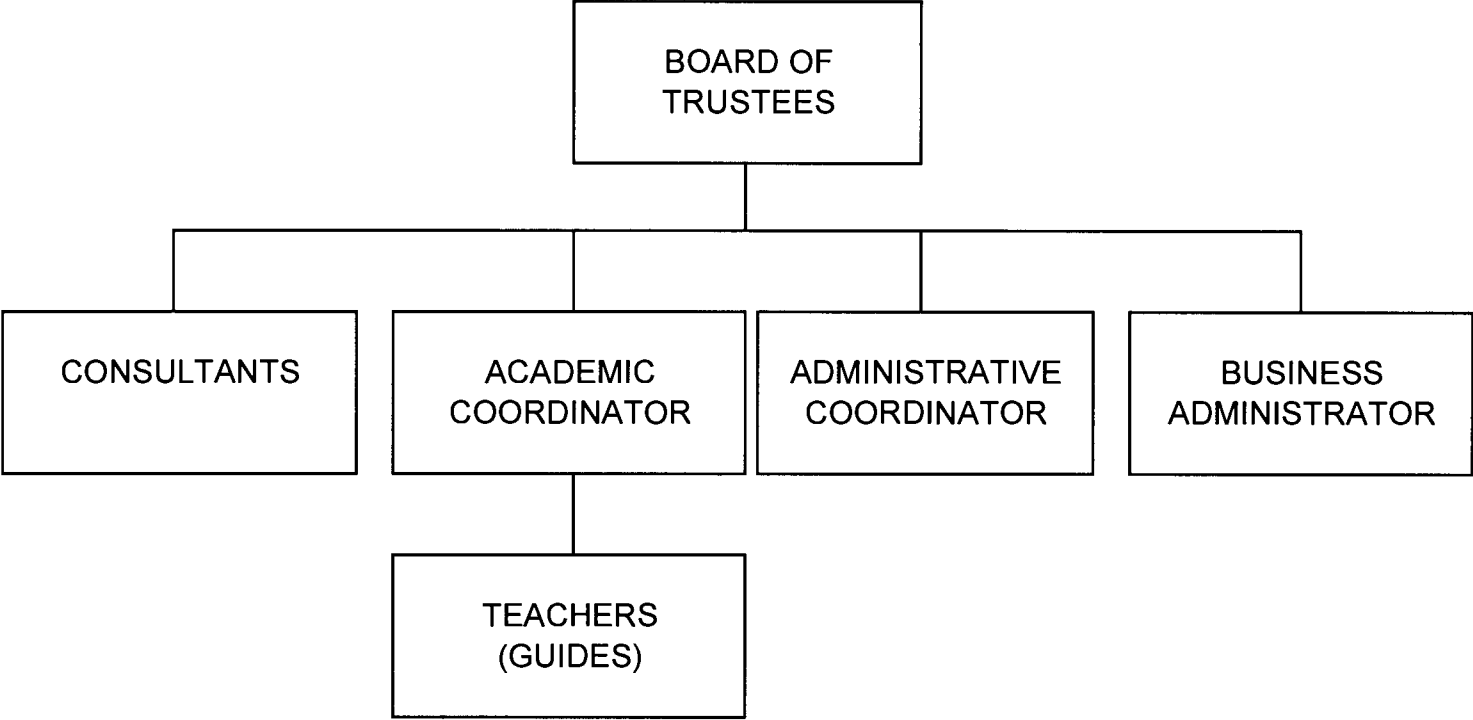 BOARD OF
TRUSTEES
CONSULTANTS
ACADEMIC
COORDINATOR
ADMINISTRATIVE
COORDINATOR
BUSINESS
ADMINISTRATOR
TEACHERS
(GUIDES)